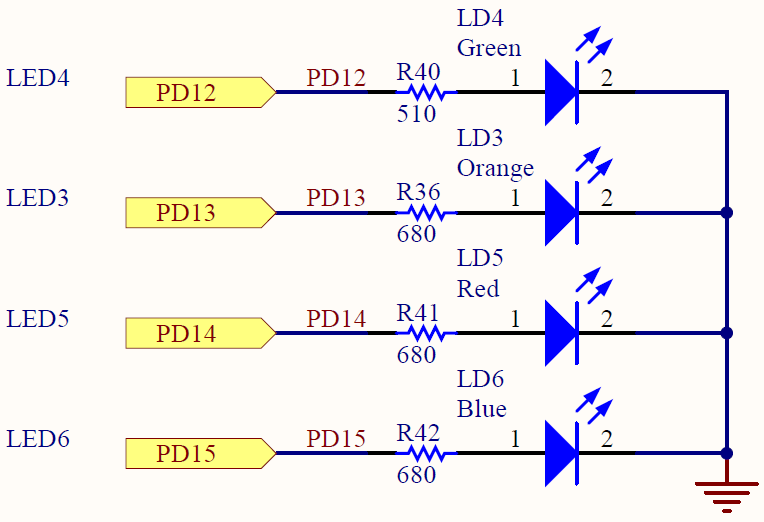 LD4
Green
LED4
PD12
PD12
R40
510
1
2
LD3
Orange
LED3
PD13
PD13
R36
680
1
2
LD5
Red
LED5
PD14
PD14
R41
680
1
2
LD6
Blue
LED6
PD15
PD15
R42
680
1
2